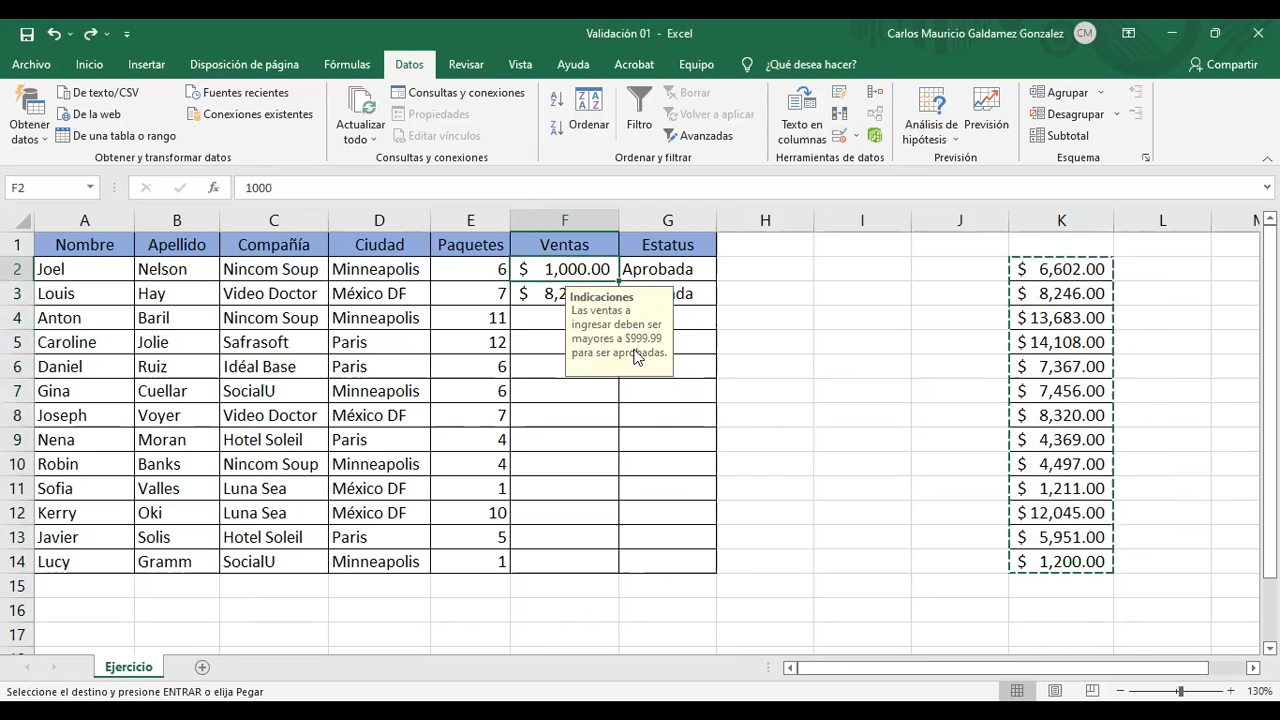 Validación 01 - Excel
Carlos Mauricio Galdamez Gonzalez CM
Archivo Inicio Insertar Disposición de página Fórmulas Datos Revisar Vista Ayuda Acrobat Equipo ¿Qué desea hacer? Compartir
Obtener datos
De texto/CSV
De la web
De una tabla o rango
Fuentes recientes
Conexiones existentes
Obtener y transformar datos
Actualizar todo
Consultas y conexiones
Propiedades
Editar vínculos
Consultas y conexiones
Ordenar
Filtro
Borrar
Volver a aplicar
Avanzadas
Ordenar y filtrar
Texto en columnas
Herramientas de datos
Análisis de hipótesis
Previsión
Previsión
Agrupar
Desagrupar
Subtotal
Esquema
F2 fx 1000
A B C D E F G H I J K L M
1 Nombre Apellido Compañía Ciudad Paquetes Ventas Estatus
2 Joel Nelson Nincom Soup Minneapolis 6 $ 1,000.00 Aprobada $ 6,602.00
3 Louis Hay Video Doctor México DF 7 $ 8,2 ada $ 8,246.00
4 Anton Baril Nincom Soup Minneapolis 11 $ 13,683.00
5 Caroline Jolie Safrasoft Paris 12 $ 14,108.00
6 Daniel Ruiz Idéal Base Paris 6 $ 7,367.00
7 Gina Cuellar SocialU Minneapolis 6 $ 7,456.00
8 Joseph Voyer Video Doctor México DF 7 $ 8,320.00
9 Nena Moran Hotel Soleil Paris 4 $ 4,369.00
10 Robin Banks Nincom Soup Minneapolis 4 $ 4,497.00
11 Sofia Valles Luna Sea México DF 1 $ 1,211.00
12 Kerry Oki Luna Sea México DF 10 $ 12,045.00
13 Javier Solis Hotel Soleil Paris 5 $ 5,951.00
14 Lucy Gramm SocialU Minneapolis 1 $ 1,200.00
15
16
17
Indicaciones
Las ventas a
ingresar deben ser
mayores a $999.99
para ser aprobadas.
Ejercicio
Seleccione el destino y presione ENTRAR o elija Pegar
130%